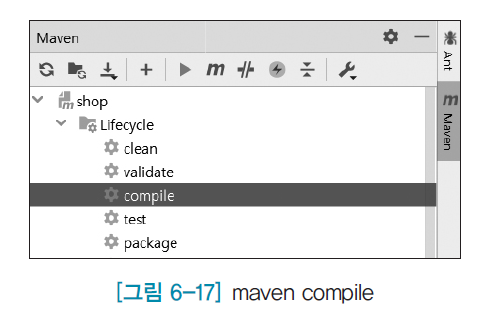 Maven
shop
Lifecycle
clean
validate
compile
test
package
Ant
m Maven
[그림 6-17] maven compile